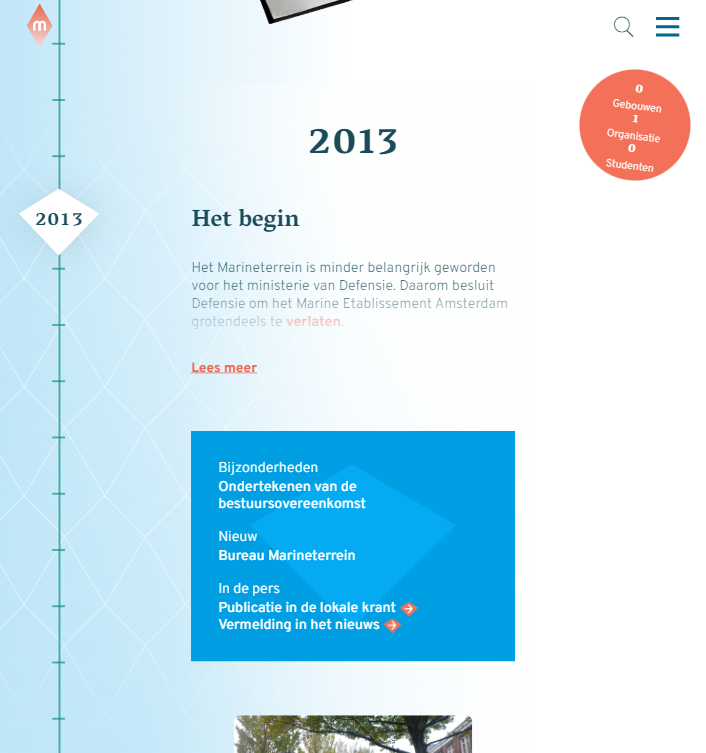 m
0
Gebouwen
1
Organisatie
0
Studenten
2013
2013
Het begin
Het Marineterrein is minder belangrijk geworden
voor het ministerie van Defensie. Daarom besluit
Defensie om het Marine Etablissement Amsterdam
grotendeels te verlaten.
Lees meer
Bijzonderheden
Ondertekenen van de
bestuursovereenkomst
Nieuw
Bureau Marineterrein
In de pers
Publicatie in de lokale krant
Vermelding in het nieuws